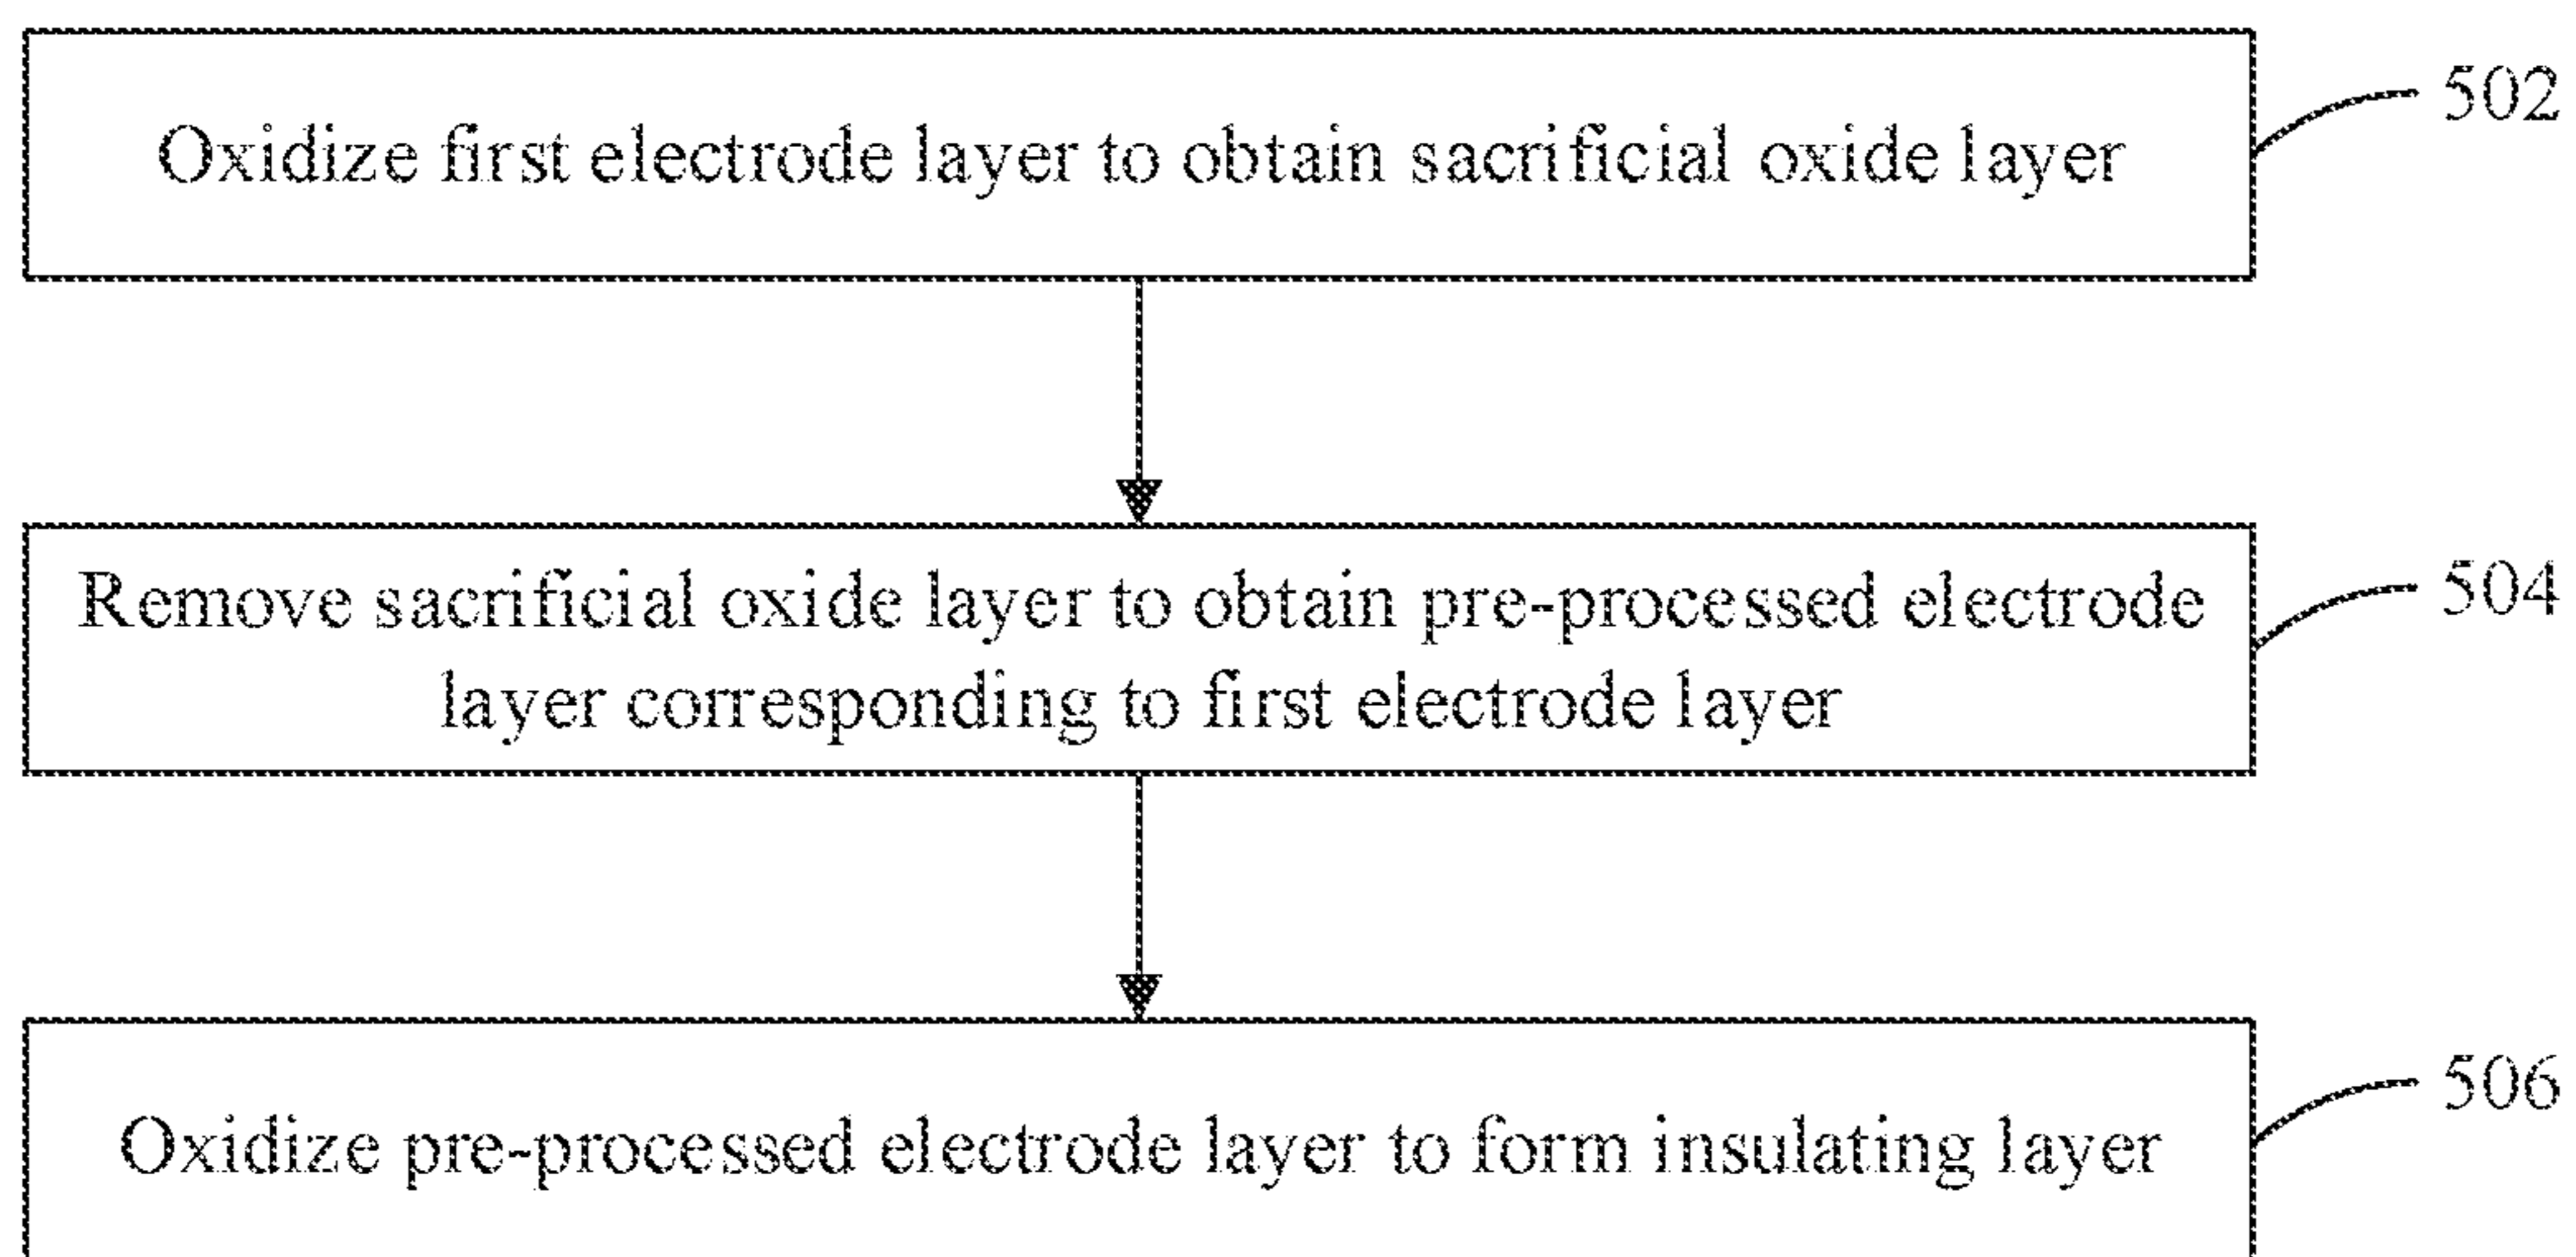 Oxidize first electrode layer to obtain sacrificial oxide layer
502
Remove sacrificial oxide layer to obtain pre-processed electrode
layer corresponding to first electrode layer
504
Oxidize pre-processed electrode layer to form insulating layer
506